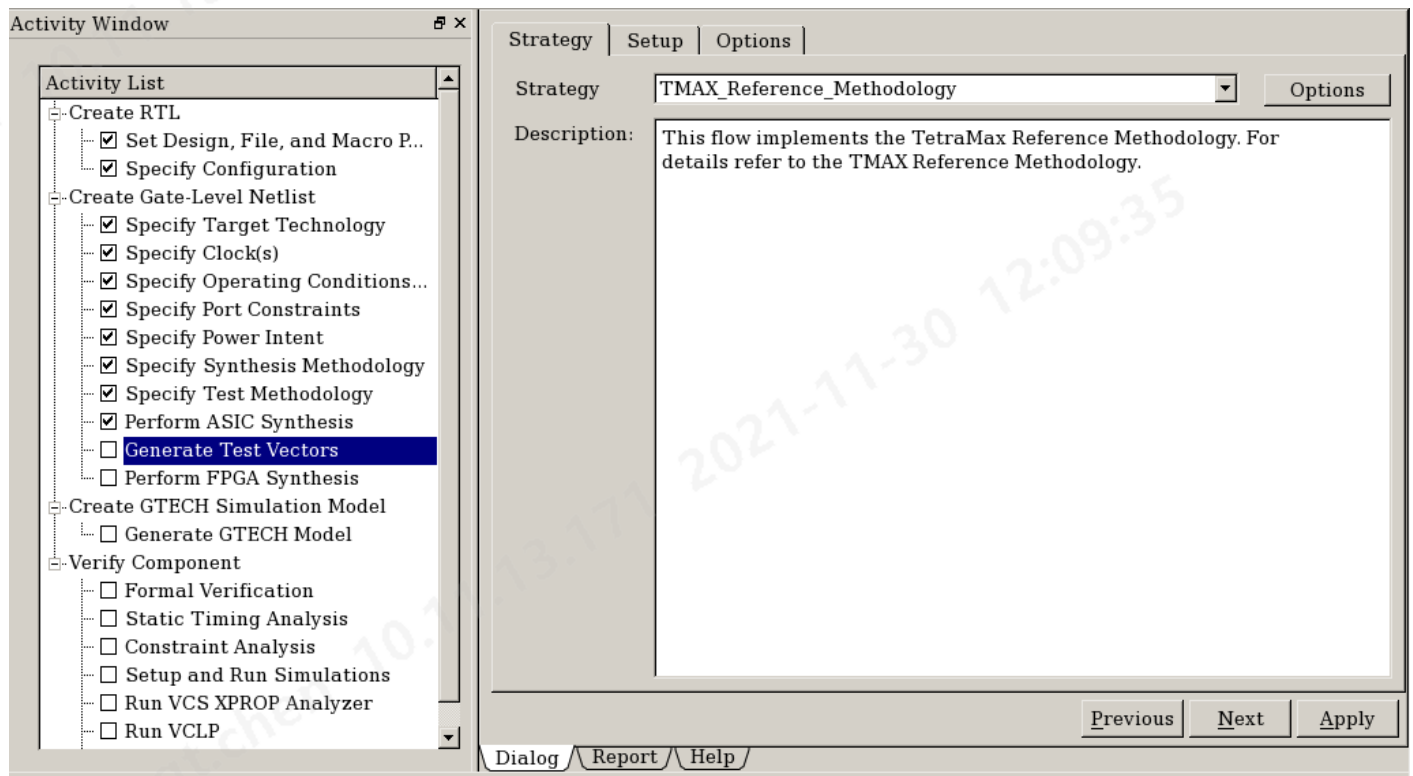 Activity Window
Activity List
Create RTL
Set Design, File, and Macro P...
Specify Configuration
Create Gate-Level Netlist
Specify Target Technology
Specify Clock(s)
Specify Operating Conditions...
Specify Port Constraints
Specify Power Intent
Specify Synthesis Methodology
Specify Test Methodology
Perform ASIC Synthesis
Generate Test Vectors
Perform FPGA Synthesis
Create GTECH Simulation Model
Generate GTECH Model
Verify Component
Formal Verification
Static Timing Analysis
Constraint Analysis
Setup and Run Simulations
Run VCS XPROP Analyzer
Run VCLP
Strategy Setup Options
Strategy TMAX_Reference_Methodology Options
Description: This flow implements the TetraMax Reference Methodology. For
details refer to the TMAX Reference Methodology.
Previous Next Apply
Dialog Report Help
2021-11-30 12:09:35